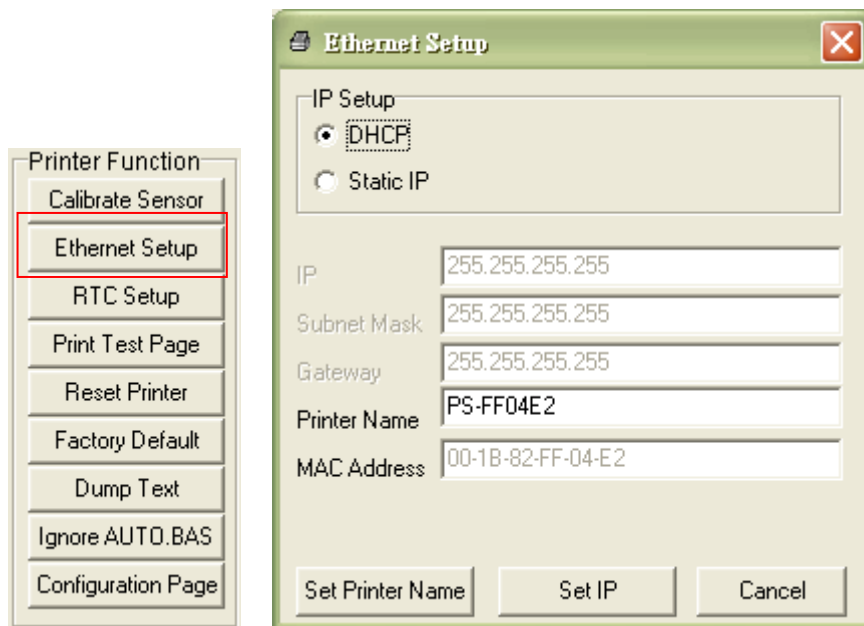 Printer Function
Calibrate Sensor
Ethernet Setup
RTC Setup
Print Test Page
Reset Printer
Factory Default
Dump Text
Ignore AUTO.BAS
Configuration Page
Ethernet Setup
IP Setup
DHCP
Static IP
IP 255.255.255.255
Subnet Mask 255.255.255.255
Gateway 255.255.255.255
Printer Name PS-FF04E2
MAC Address 00-1B-82-FF-04-E2
Set Printer Name Set IP Cancel